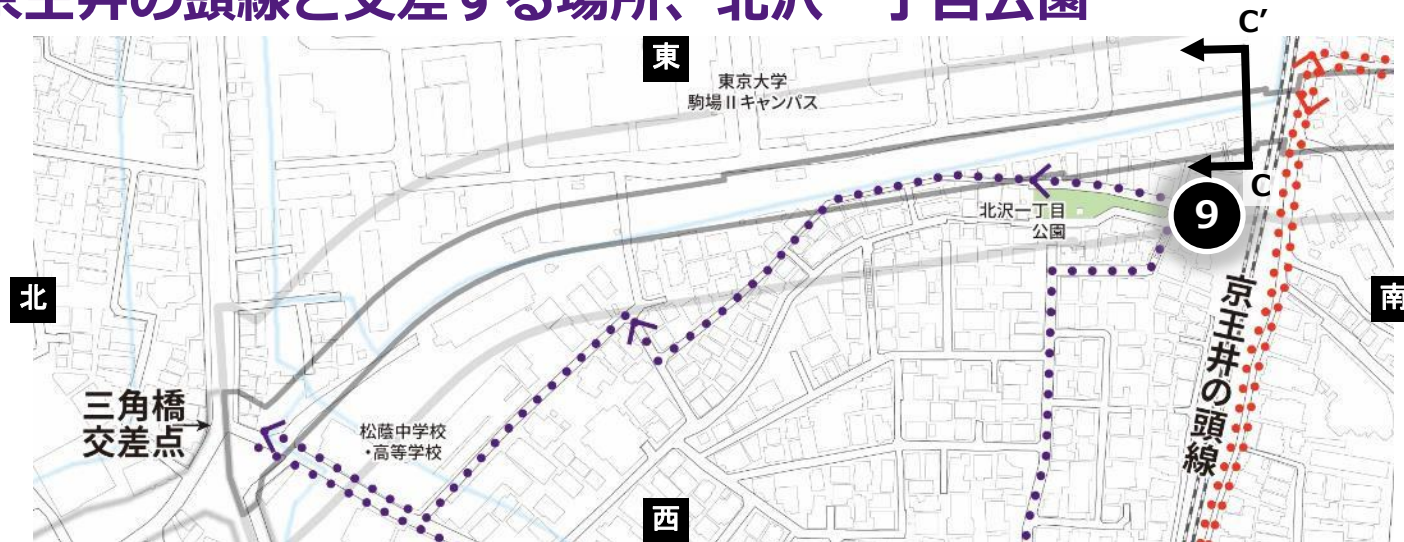 京王井の頭線と交差する場所、北沢一丁目公園
C′
東
東京大学
駒場Ⅱキャンパス
C
北沢一丁目
公園
9
北
南
京王井の頭線
三角橋
交差点
松蔭中学校
・高等学校
西